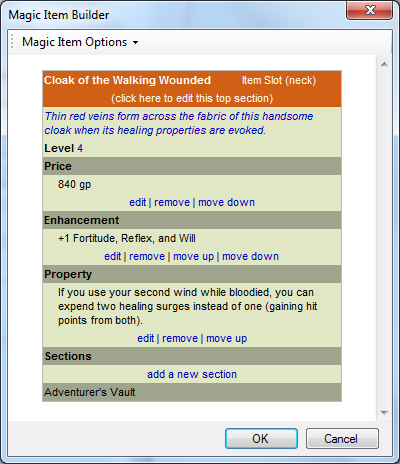 Magic Item Builder
Magic Item Options
Cloak of the Walking Wounded Item Slot (neck)
(click here to edit this top section)
Thin red veins form across the fabric of this handsome
cloak when its healing properties are evoked.
Level 4
Price
840 gp
edit | remove | move down
Enhancement
+1 Fortitude, Reflex, and Will
edit | remove | move up | move down
Property
If you use your second wind while bloodied, you can
expend two healing surges instead of one (gaining hit
points from both).
edit | remove | move up
Sections
add a new section
Adventurer's Vault
OK Cancel